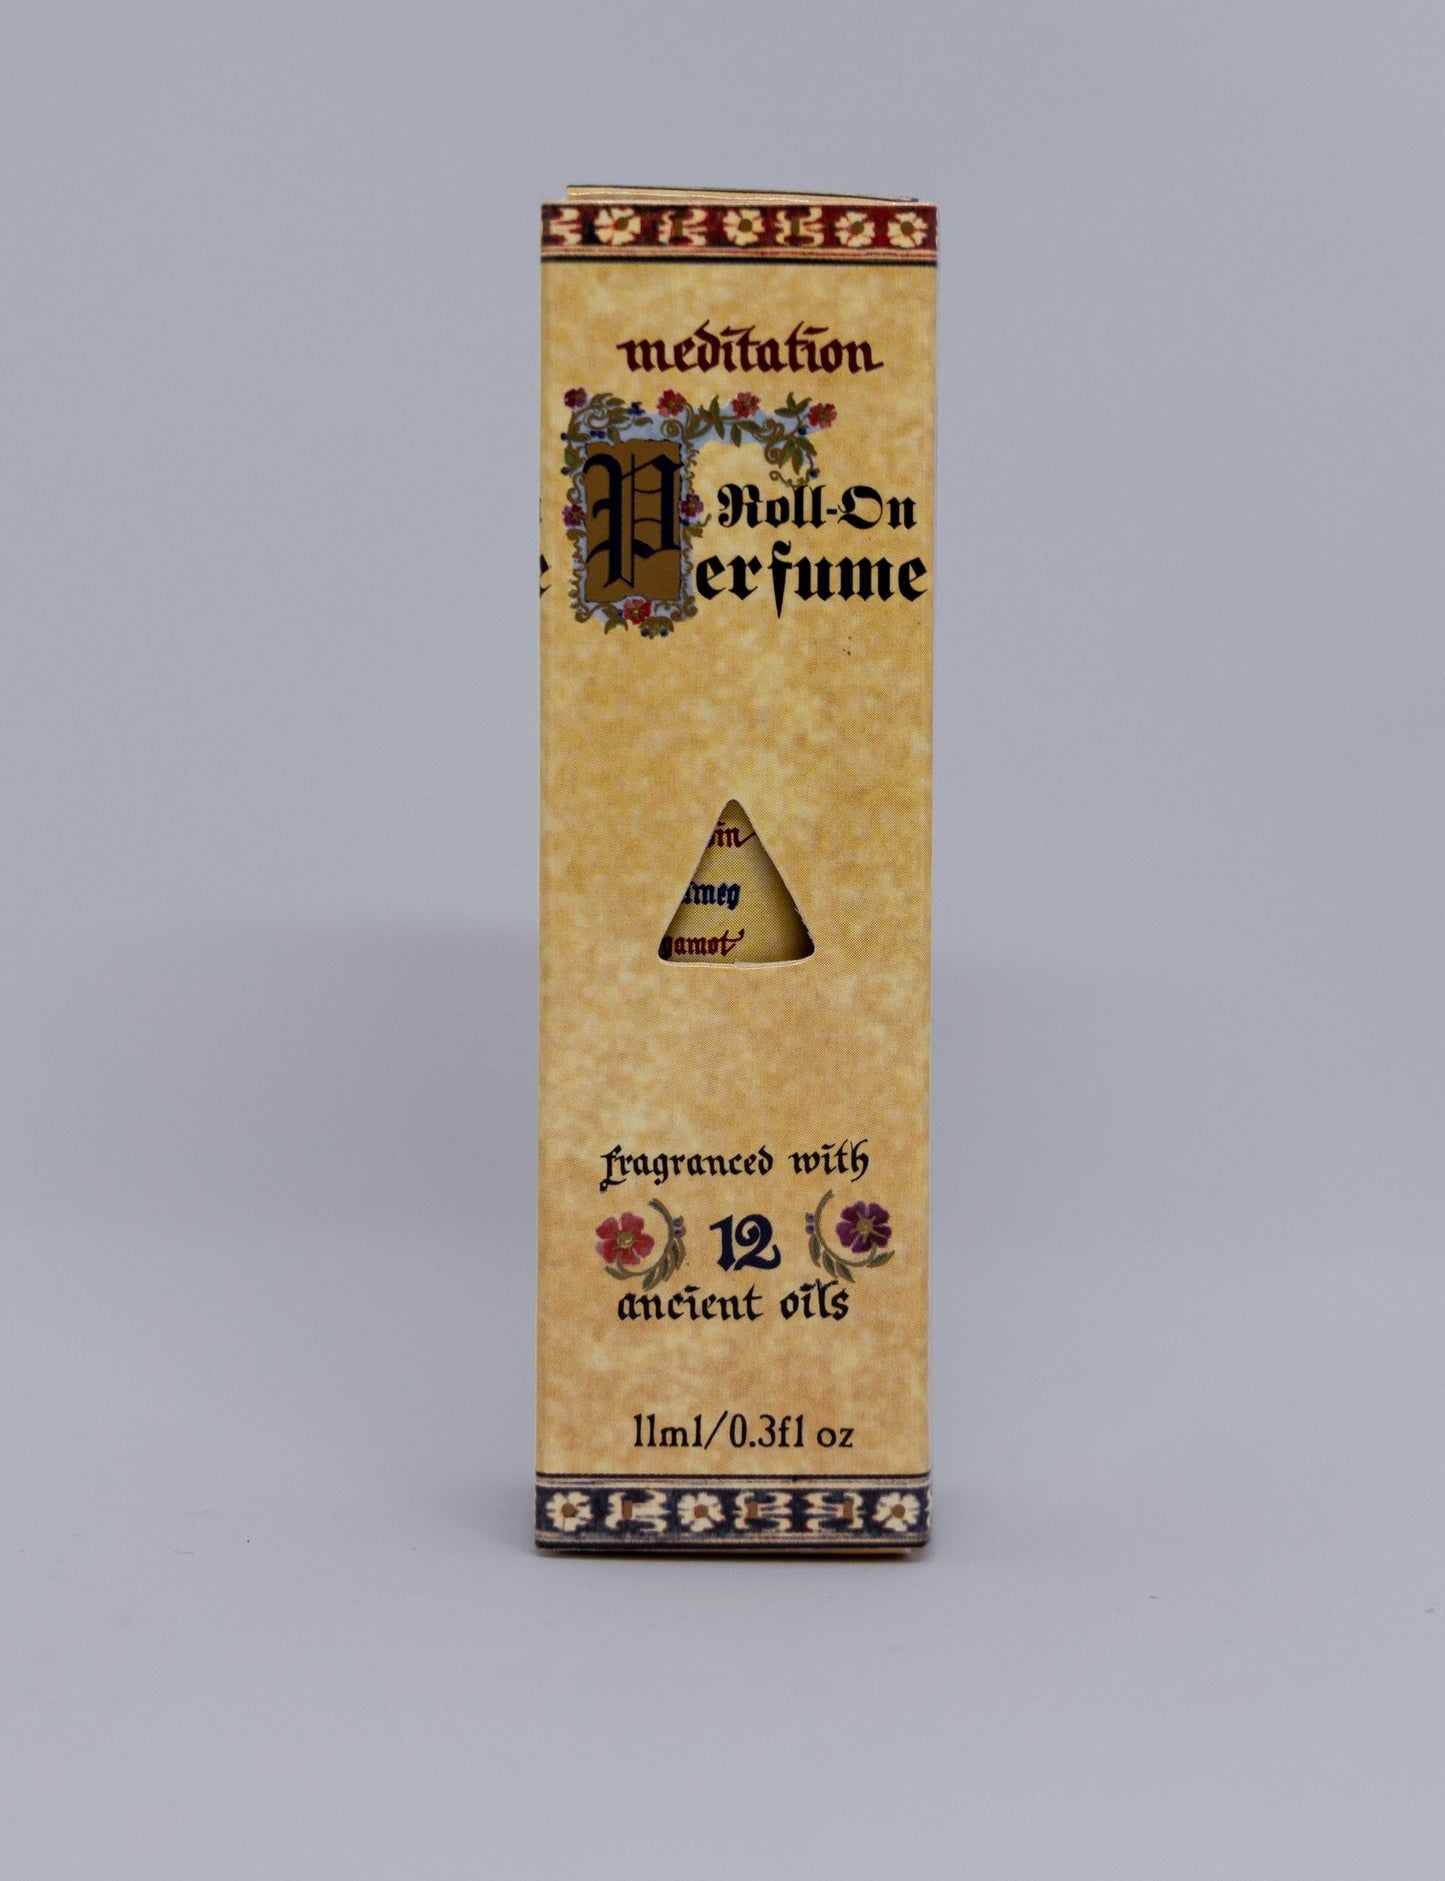 meditation
Roll-On
Perfume
fragranced with
12
ancient oils
11ml/0.3fl oz